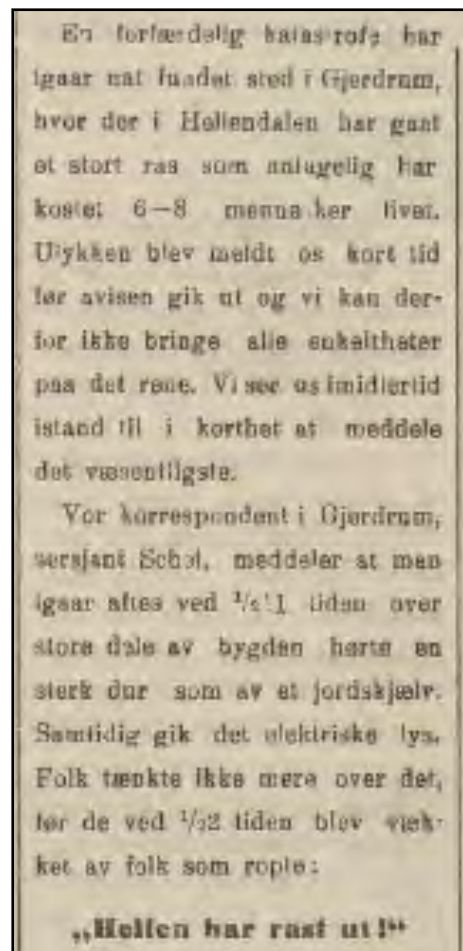 En forfærdelig katastrofe har
igaar nat fundet sted i Gjerdrum,
hvor der i Hellendalen har gaat
et stort ras som antagelig har
kostet 6—8 mennesker livet.
Ulykken blev meldt os kort tid
før avisen gik ut og vi kan der-
for ikke bringe alle enkeltheter
paa det rene. Vi ser os imidlertid
istand til i korthet at meddele
det væsentligste.
Vor korrespondent i Gjerdrum,
sersjant meddeler at man
igaar aftes ved tiden over
store dele av bygden hørte en
sterk dur som av et jordskjælv.
Samtidig gik det elektriske lys.
Folk tænkte ikke mere over det,
før de ved ½2 tiden blev væk-
ket av folk som ropte:
„Hellen har rast ut!“